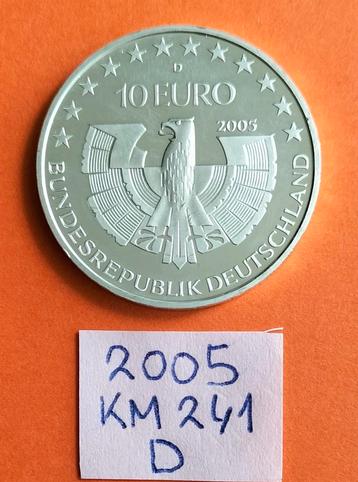 D
10 EURO
2005
BUNDESREPUBLIK DEUTSCHLAND
2005
KM 241
D